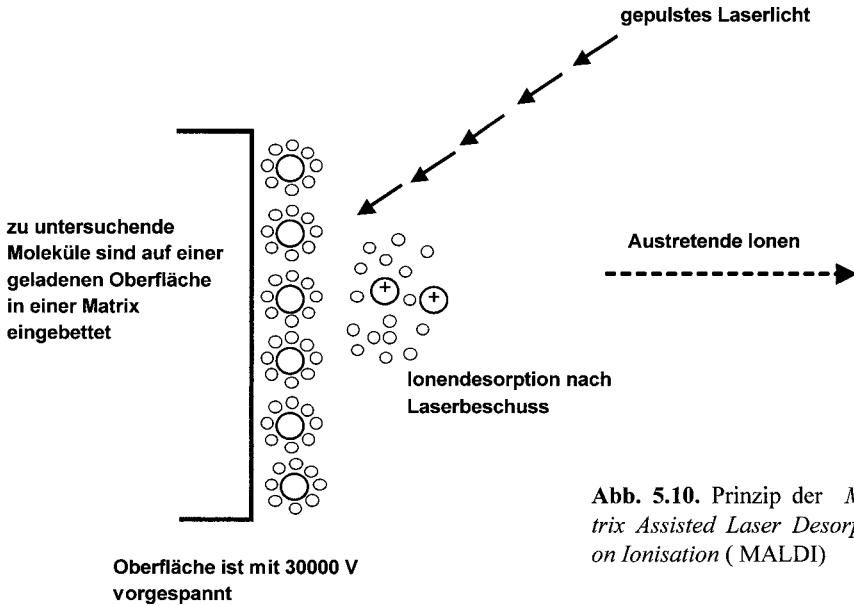 gepulstes Laserlicht
zu untersuchende
Moleküle sind auf einer
geladenen Oberfläche
in einer Matrix
eingebettet
Austretende Ionen
+ +
Ionendesorption nach
Laserbeschuss
Abb. 5.10. Prinzip der
trix Assisted Laser Desorp
on Ionisation ( MALDI)
Oberfläche ist mit 30000 V
vorgespannt